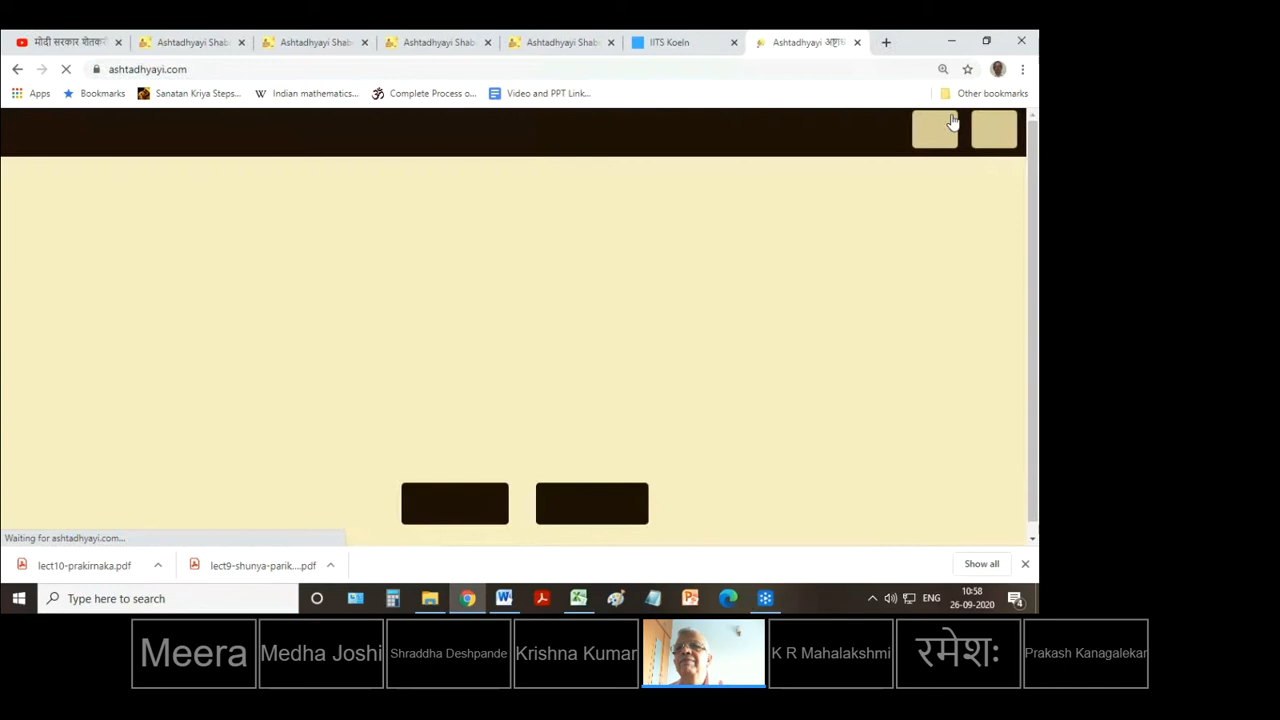 मोदी सरकार शेतकरी
Ashtadhyayi Shab
Ashtadhyayi Shab
Ashtadhyayi Shab
Ashtadhyayi Shab
IITS Koeln
Ashtadhyayi अष्टाध
ashtadhyayi.com
Apps
Bookmarks
Sanatan Kriya Steps...
Indian mathematics...
Complete Process o...
Video and PPT Link...
Other bookmarks
Waiting for ashtadhyayi.com...
lect10-prakirnaka.pdf
lect9-shunya-parik....pdf
Show all
Type here to search
ENG
10:58
26-09-2020
4
Meera
Medha Joshi
Shraddha Deshpande
Krishna Kumar
K R Mahalakshmi
रमेशः
Prakash Kanagalekar